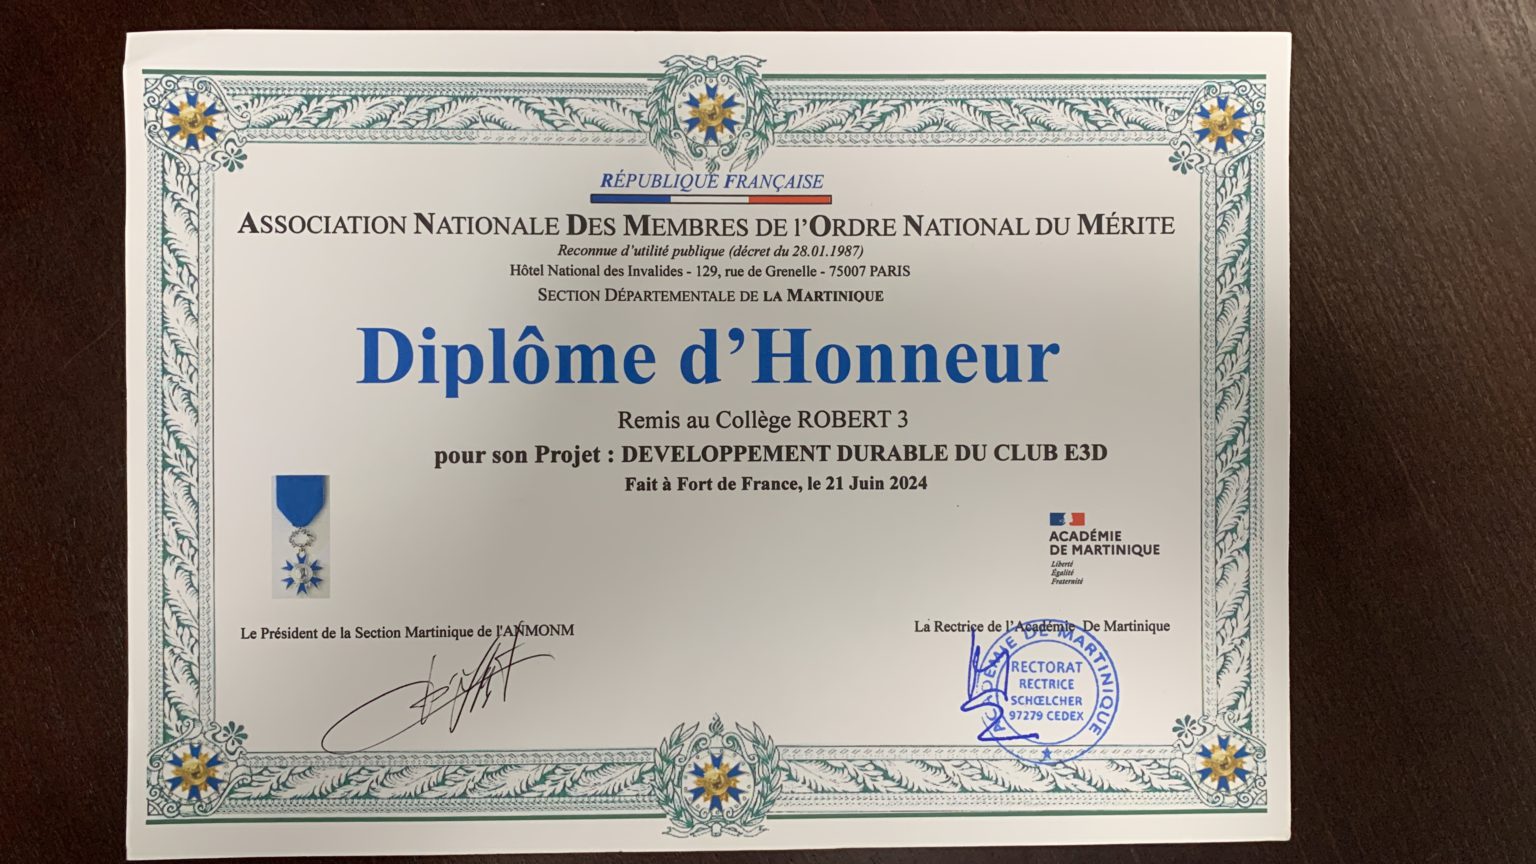 RÉPUBLIQUE FRANÇAISE
ASSOCIATION NATIONALE DES MEMBRES DE l'ORDRE NATIONAL DU MÉRITE
Reconnue d'utilité publique (décret du 28.01.1987)
Hôtel National des Invalides - 129, rue de Grenelle - 75007 PARIS
SECTION DÉPARTEMENTALE DE LA MARTINIQUE
Diplôme d'Honneur
Remis au Collège ROBERT 3
pour son Projet : DEVELOPPEMENT DURABLE DU CLUB E3D
Fait à Fort de France, le 21 Juin 2024
ACADÉMIE
DE MARTINIQUE
Liberté
Égalité
Fraternité
Le Président de la Section Martinique de l'ANMONM
La Rectrice de l'Académie De Martinique
ACADÉMIE DE MARTINIQUE
RECTORAT
RECTRICE
SCHŒLCHER
97279 CEDEX